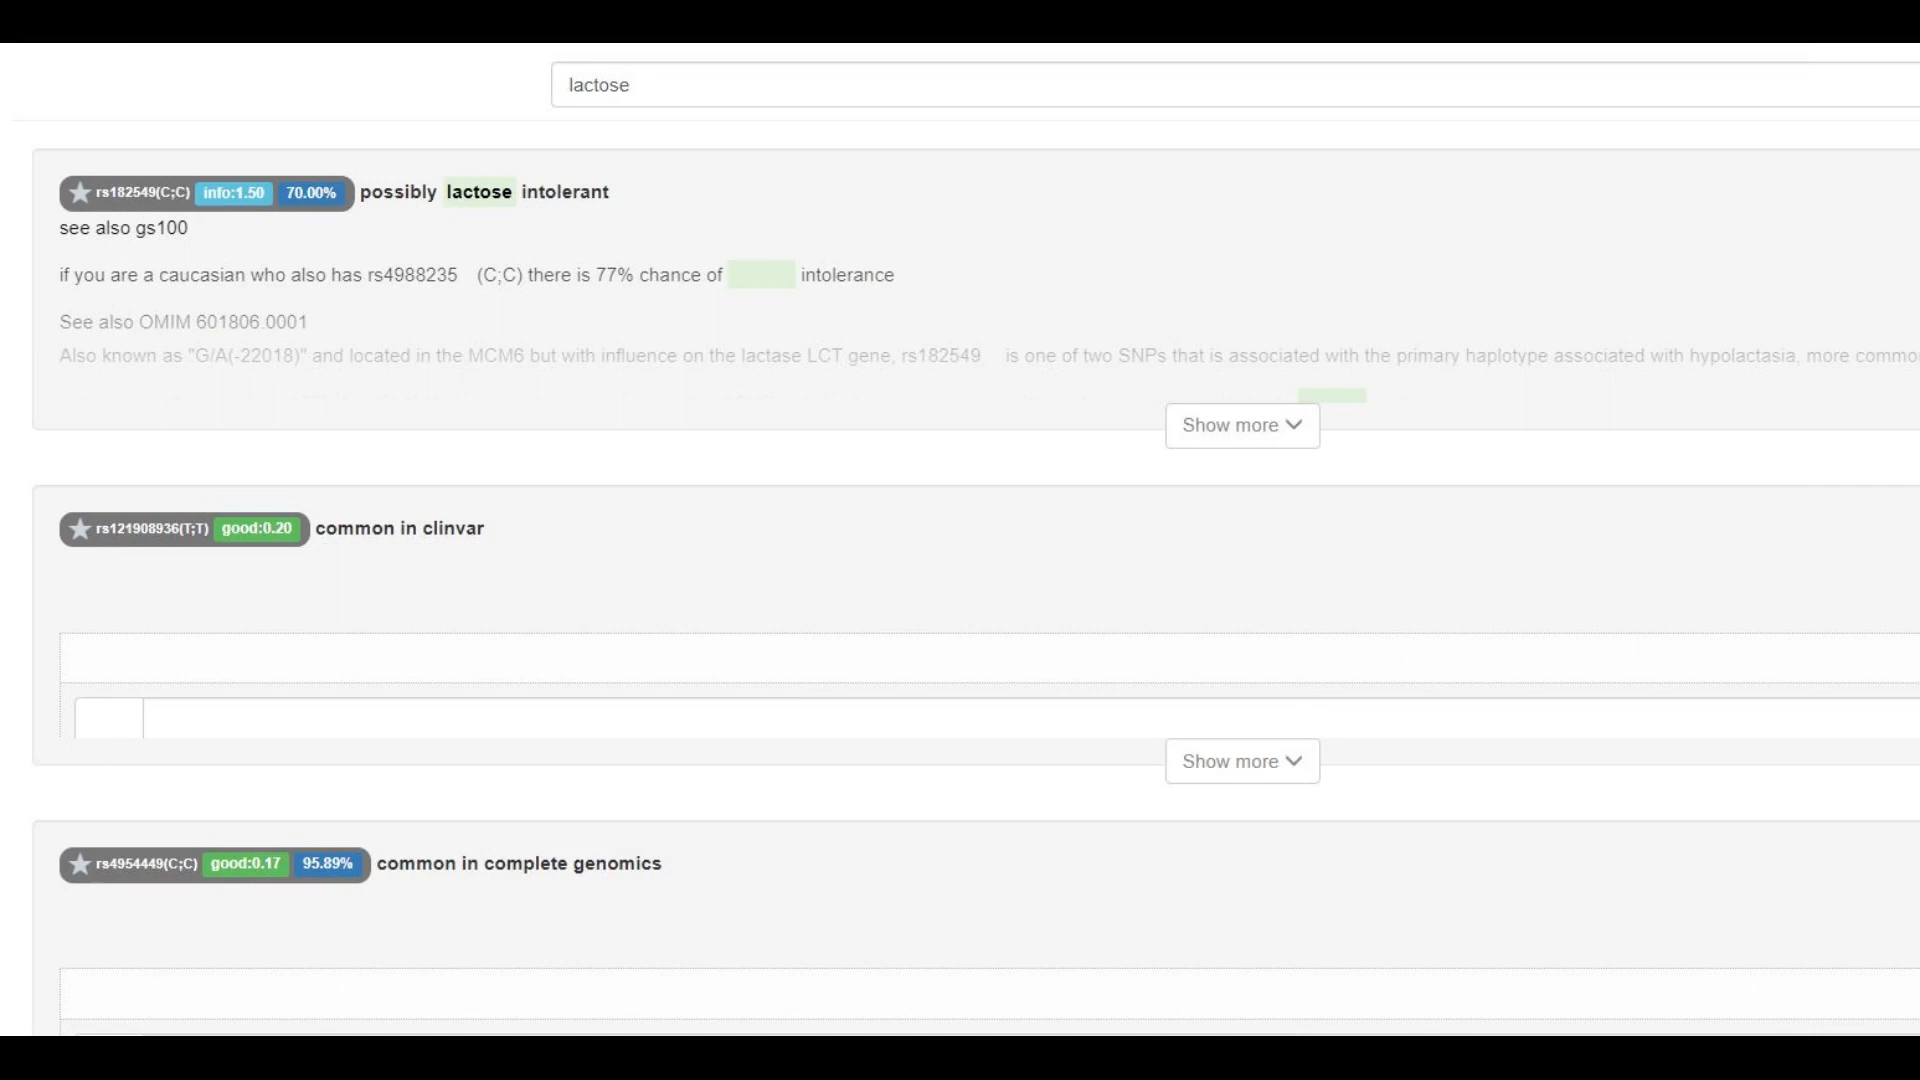 lactose
rs182549(C;C) info:1.50 70.00% possibly lactose intolerant
see also gs100
if you are a caucasian who also has rs4988235 (C;C) there is 77% chance of intolerance
See also OMIM 601806.0001
Also known as "G/A(-22018)" and located in the MCM6 but with influence on the lactase LCT gene, rs182549 is one of two SNPs that is associated with the primary haplotype associated with hypolactasia, more commo
Show more
rs121908936(T;T) good:0.20 common in clinvar
Show more
rs4954449(C;C) good:0.17 95.89% common in complete genomics